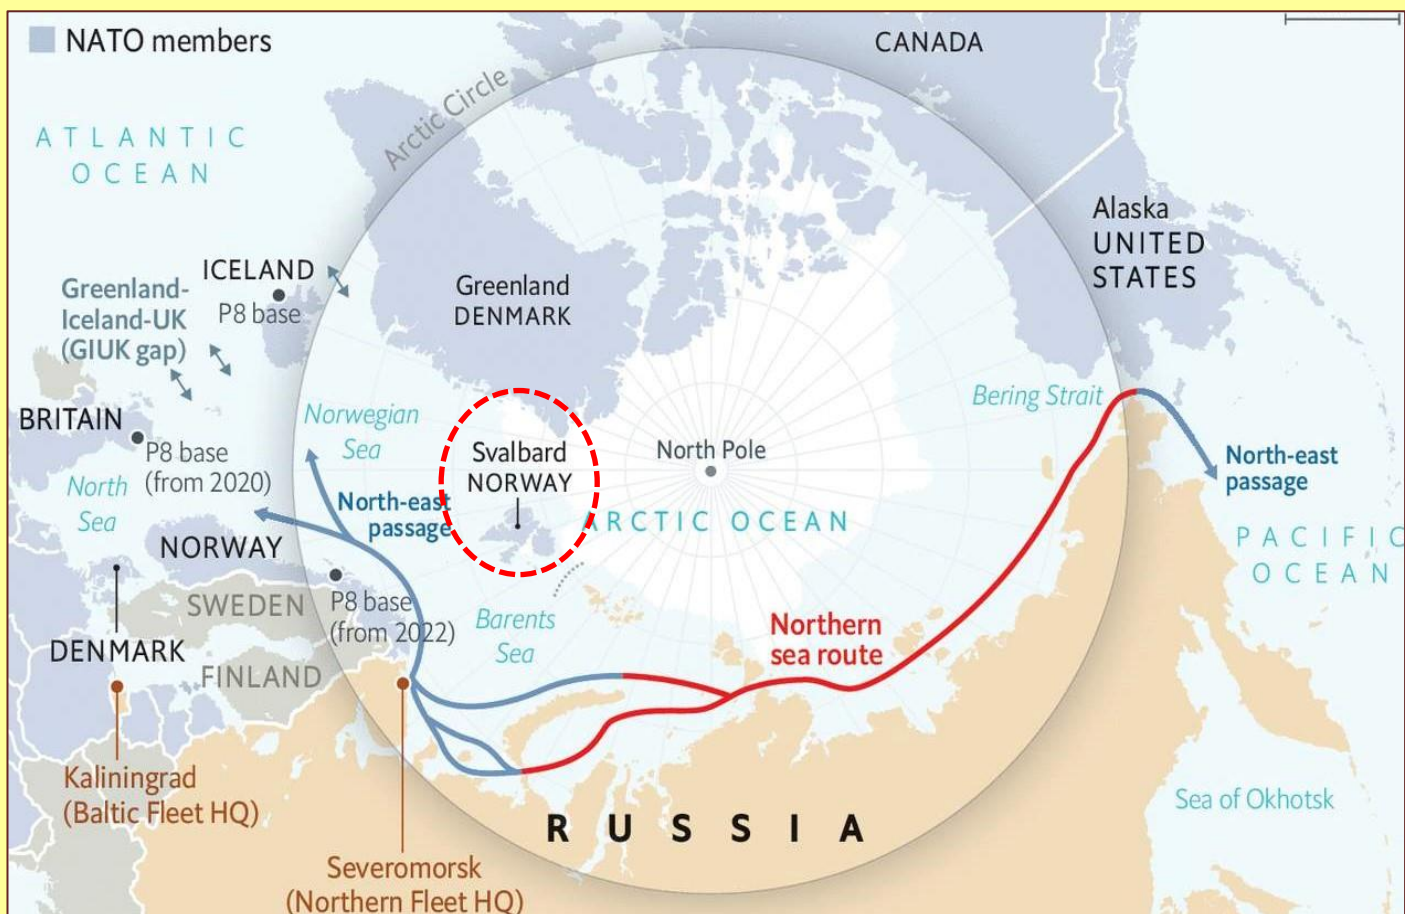 NATO members
CANADA
Arctic Circle
ATLANTIC
OCEAN
Alaska
UNITED
STATES
ICELAND
P8 base
Greenland
DENMARK
Greenland-
Iceland-UK
(GIUK gap)
Bering Strait
Norwegian
Sea
BRITAIN
P8 base
(from 2020)
Svalbard
NORWAY
North Pole
North-east
passage
North
Sea
North-east
passage
ARCTIC OCEAN
PACIFIC
OCEAN
NORWAY
SWEDEN
P8 base
(from 2022)
Barents
Sea
Northern
sea route
DENMARK
FINLAND
Kaliningrad
(Baltic Fleet HQ)
Sea of Okhotsk
RUSSIA
Severomorsk
(Northern Fleet HQ)